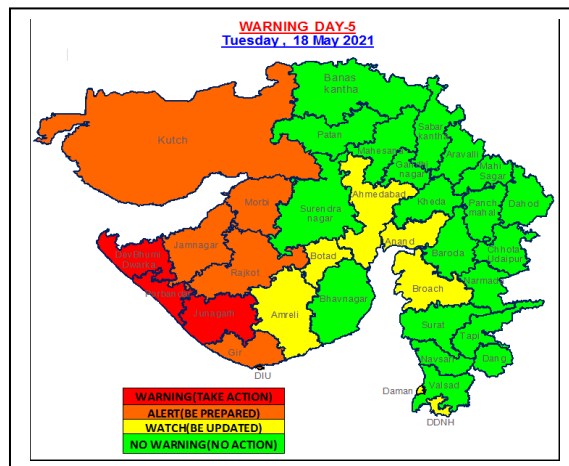 WARNING DAY-5
Tuesday , 18 May 2021
Banas
kantha
Patan
Mahesana
Sabar
kantha
Gandhi
nagar
Aravalli
Mahi
Sagar
Kutch
Morbi
Surendra
nagar
Ahmedabad
Kheda
Panch
mahal
Dahod
Jamnagar
Devbhumi
Dwarka
Rajkot
Botad
Anand
Baroda
Chhota
Udaipur
Narmada
Junagarh
Amreli
Bhavnagar
Broach
Gir
DIU
Surat
Tapi
Navsari
Dang
Valsad
Daman
DDNH
WARNING(TAKE ACTION)
ALERT(BE PREPARED)
WATCH(BE UPDATED)
NO WARNING(NO ACTION)